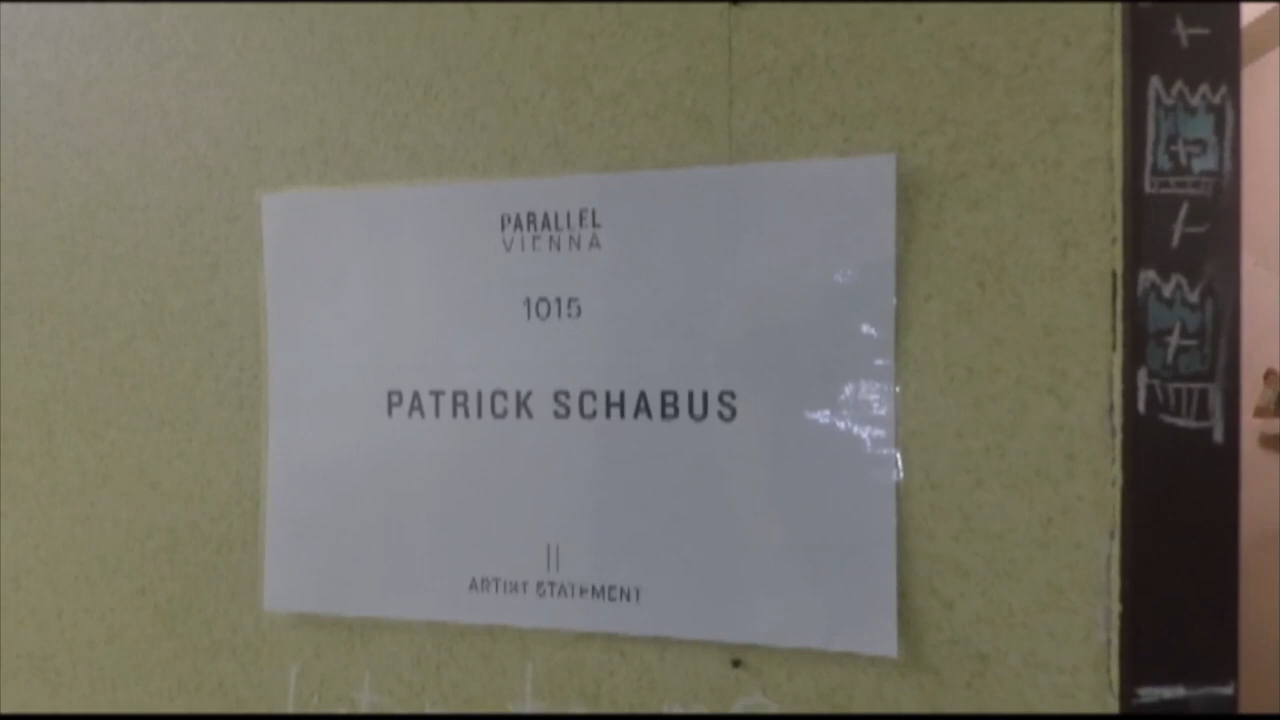 PARALLEL
VIENNA
1015
PATRICK SCHABUS
||
ARTIST STATEMENT